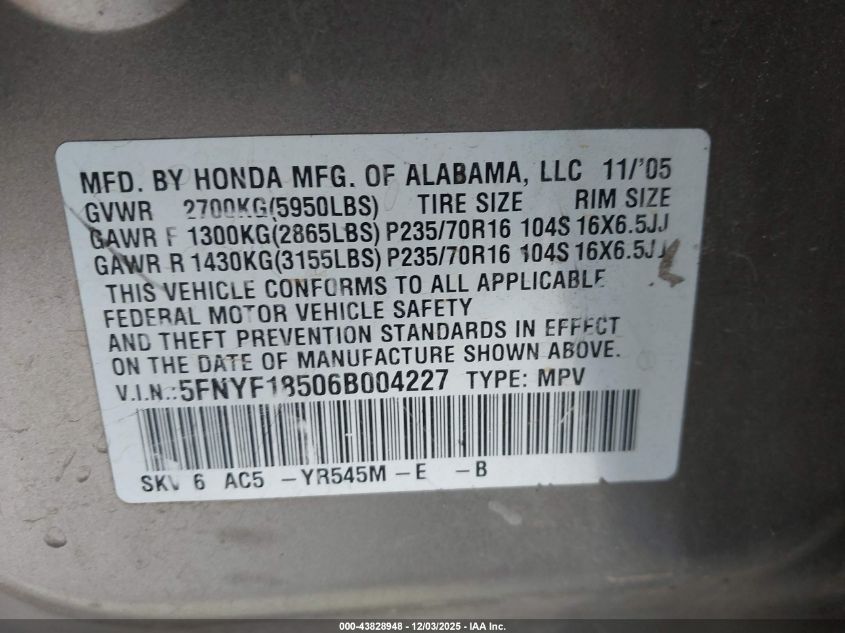 MFD. BY HONDA MFG. OF ALABAMA, LLC 11/'05
GVWR 2700KG(5950LBS) TIRE SIZE RIM SIZE
GAWR F 1300KG(2865LBS) P235/70R16 104S 16X6.5JJ
GAWR R 1430KG(3155LBS) P235/70R16 104S 16X6.5JJ
THIS VEHICLE CONFORMS TO ALL APPLICABLE
FEDERAL MOTOR VEHICLE SAFETY
AND THEFT PREVENTION STANDARDS IN EFFECT
ON THE DATE OF MANUFACTURE SHOWN ABOVE.
V.I.N.:5FNYF18506B004227 TYPE: MPV
SKV 6 AC5 -YR545M -E -B
000-43828948 - 12/03/2025 - IAA Inc.